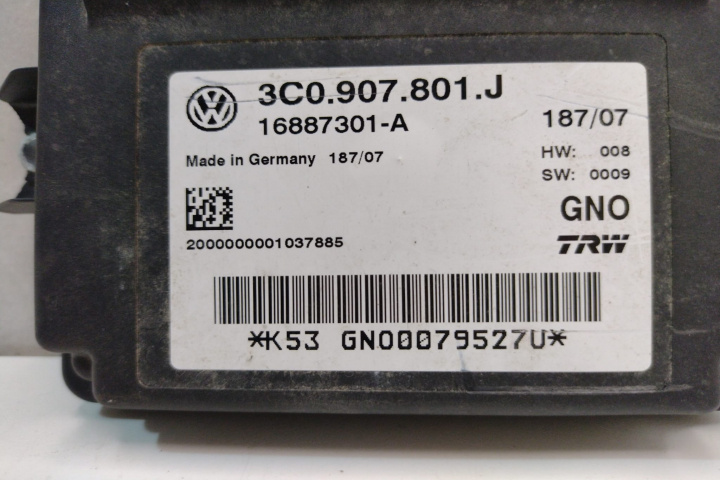 3C0.907.801.J
16887301-A
187/07
Made in Germany 187/07
HW: 008
SW: 0009
GNO
2000000001037885
TRW
*K53 GNO0079527U*